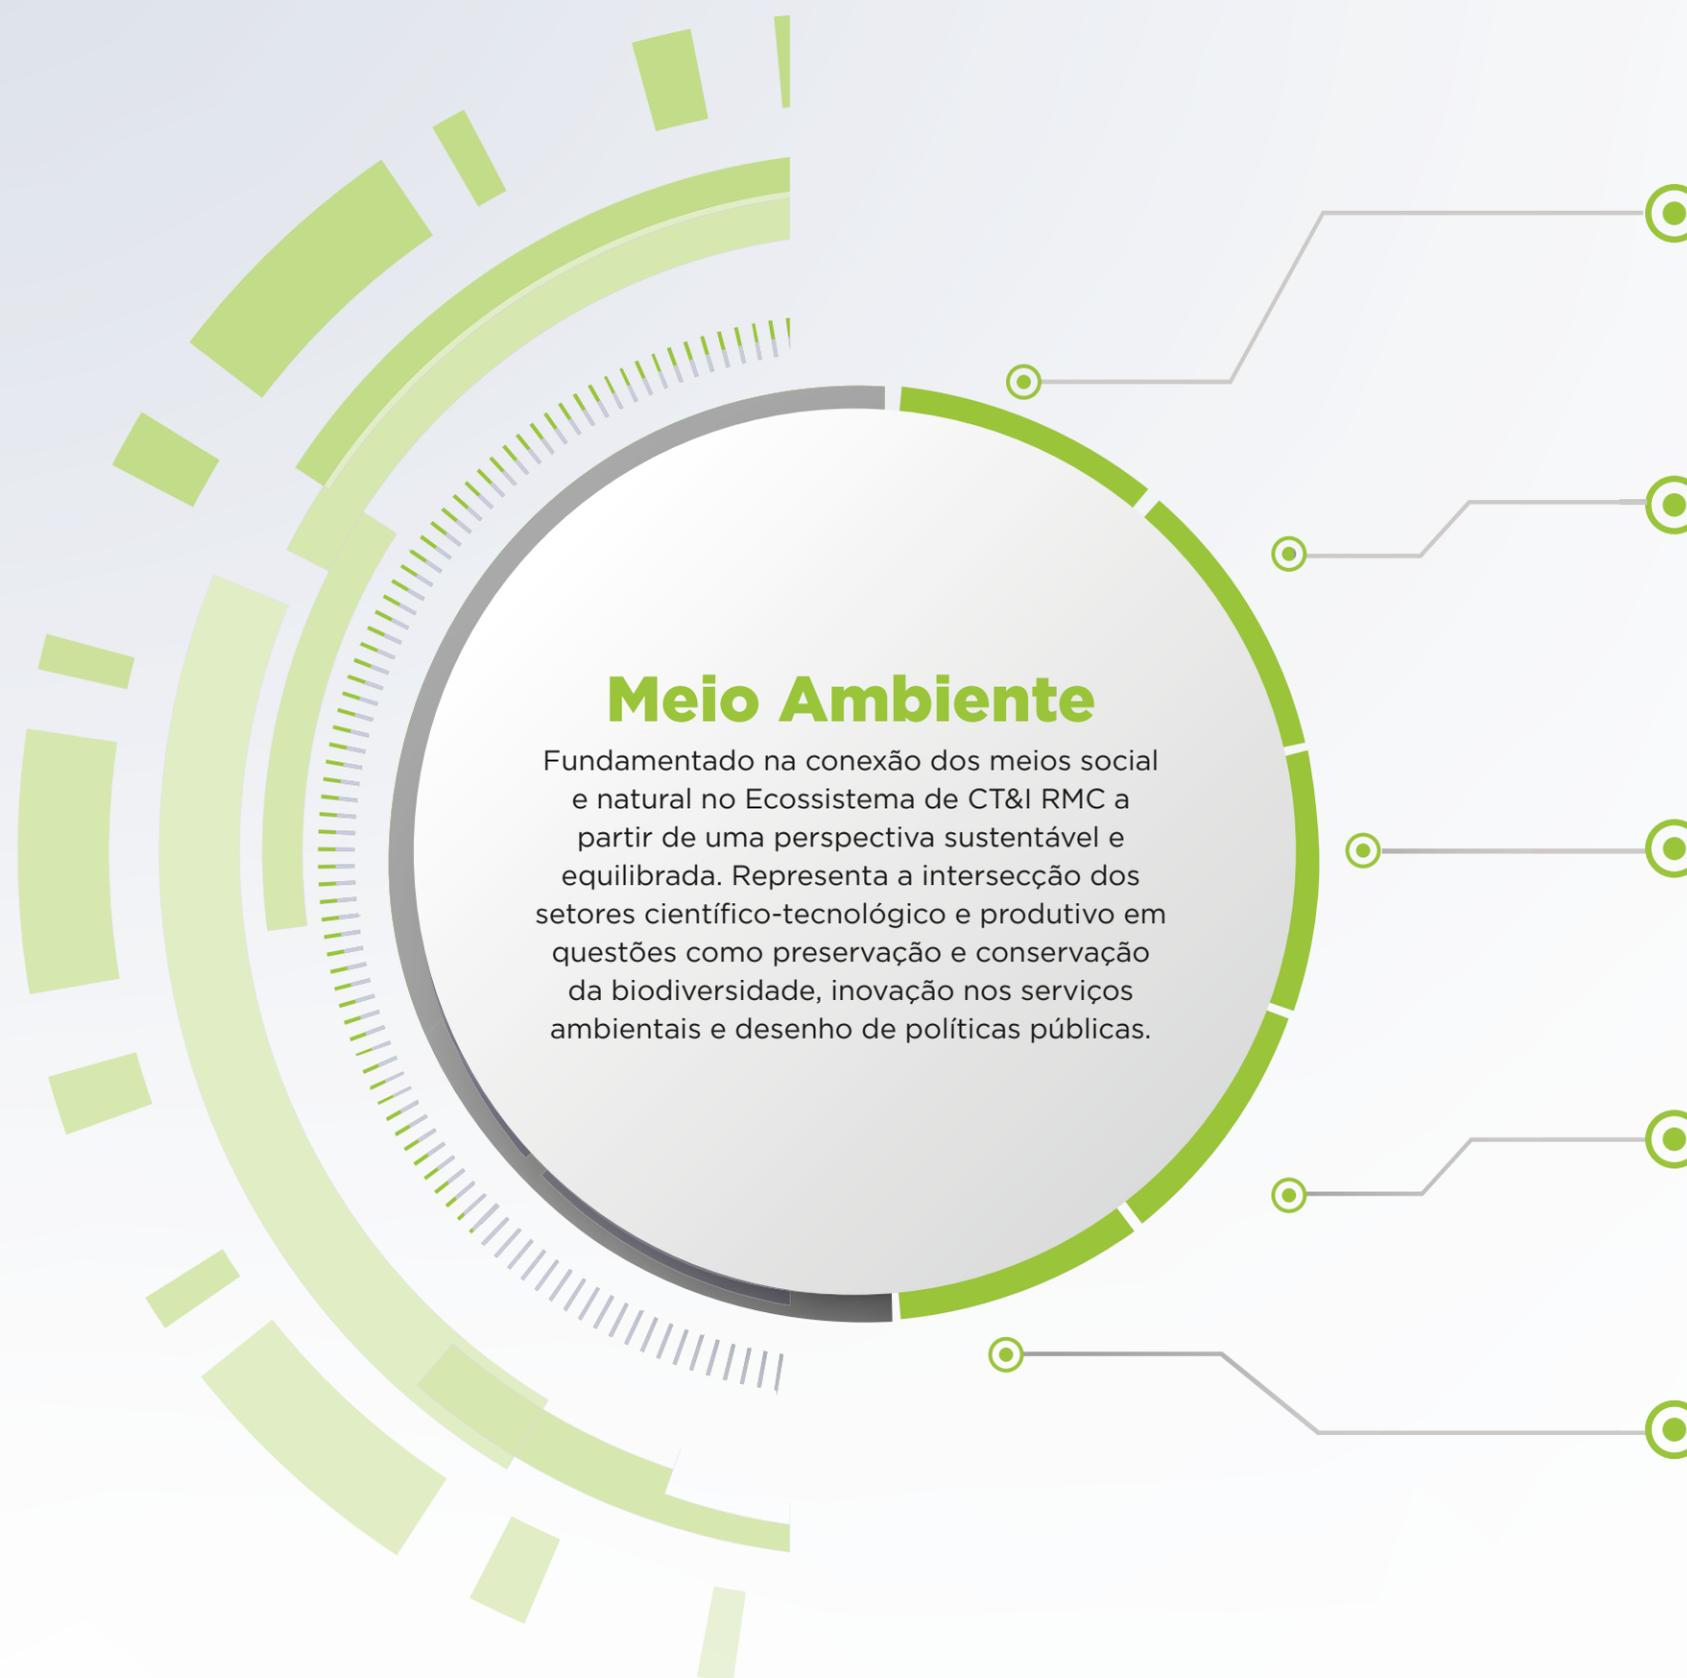 Meio Ambiente
Fundamentado na conexão dos meios social
e natural no Ecossistema de CT&I RMC a
partir de uma perspectiva sustentável e
equilibrada. Representa a intersecção dos
setores científico-tecnológico e produtivo em
questões como preservação e conservação
da biodiversidade, inovação nos serviços
ambientais e desenho de políticas públicas.